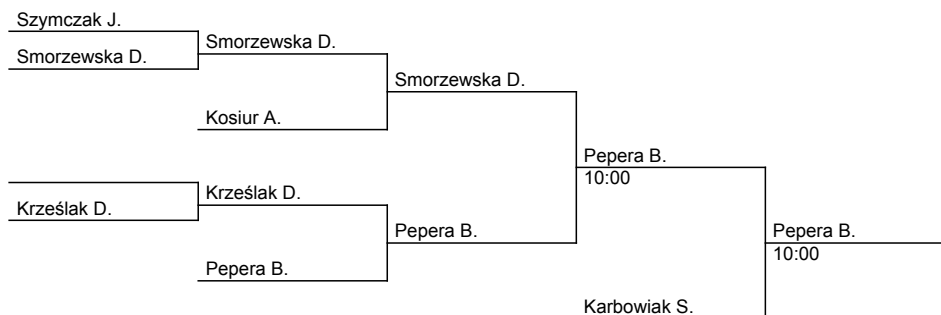 Szymczak J.
Smorzewska D.
Smorzewska D.
Smorzewska D.
Kosiur A.
Pepera B.
10:00
Krześlak D.
Krześlak D.
Pepera B.
Pepera B.
10:00
Pepera B.
Karbowiak S.